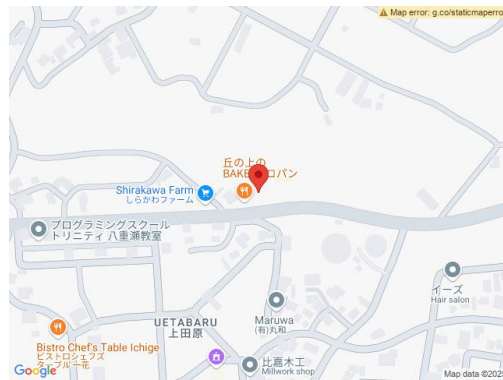 Map error: g.co/staticmaperro
丘の上の
BAKE
ロパン
Shirakawa Farm
しらかわファーム
プログラミングスクール
トリニティ 八重瀬教室
イーズ
Hair salon
Maruwa
(有)丸和
UETABARU
上田原
Bistro Chef's Table Ichige
ビストロシェフズ
テーブル一花
比嘉木工
Millwork shop
Google
Map data ©2025